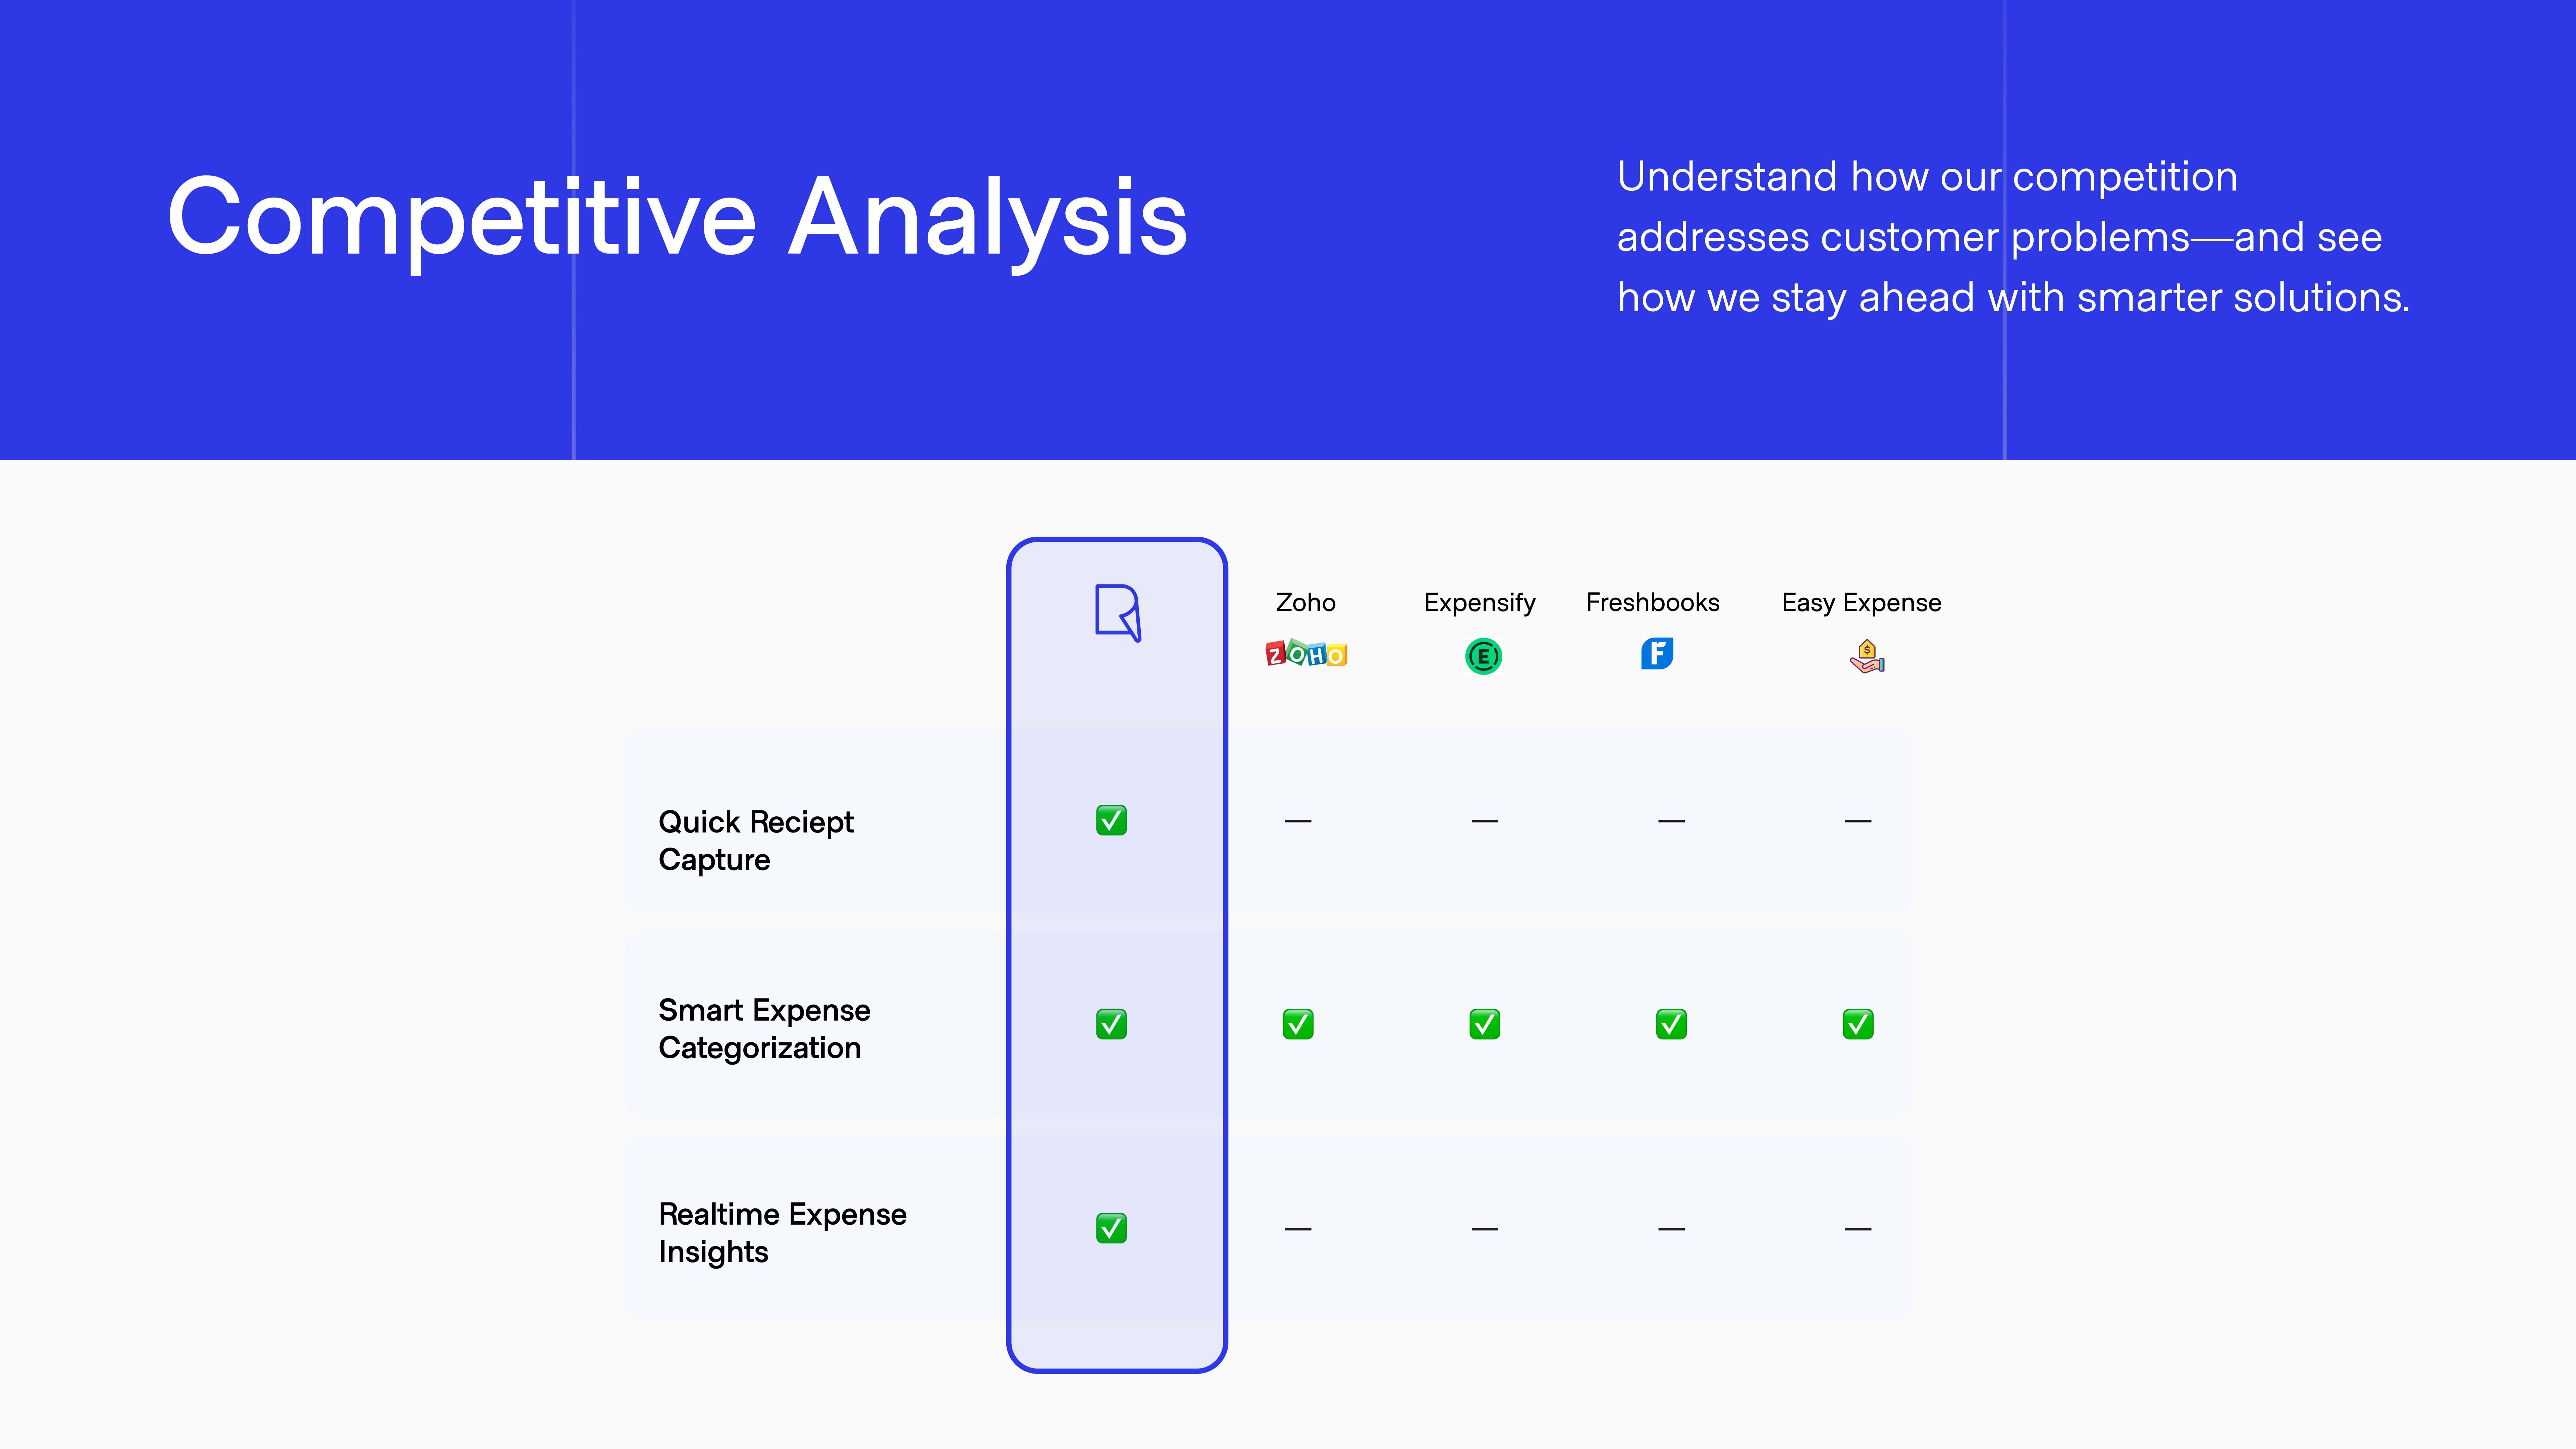 Competitive Analysis
Understand how our competition
addresses customer problems—and see
how we stay ahead with smarter solutions.
Zoho
Expensify
Freshbooks
Easy Expense
ZOHO
E
F
$
Quick Reciept
Capture
— — — —
Smart Expense
Categorization
Realtime Expense
Insights
— — — —